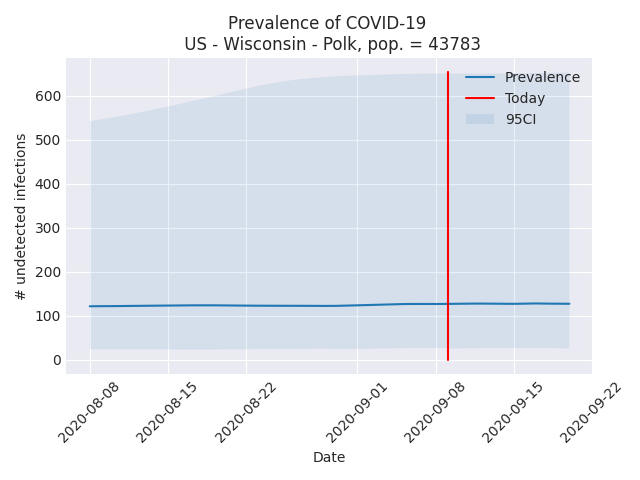 Prevalence of COVID-19
US - Wisconsin - Polk, pop. = 43783
Prevalence
Today
95CI
# undetected infections
600
500
400
300
200
100
0
2020-08-08
2020-08-15
2020-08-22
2020-09-01
2020-09-08
2020-09-15
2020-09-22
Date